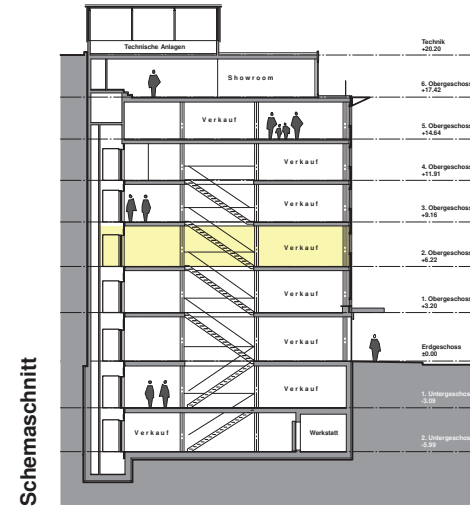 Technische Anlagen
Technik
+20.20
Showroom
6. Obergeschoss
+17.42
Verkauf
5. Obergeschoss
+14.64
Verkauf
4. Obergeschoss
+11.91
Verkauf
3. Obergeschoss
+9.16
Verkauf
2. Obergeschoss
+6.22
Verkauf
1. Obergeschoss
+3.20
Verkauf
Erdgeschoss
±0.00
Verkauf
1. Untergeschoss
-3.09
Verkauf
Werkstatt
2. Untergeschoss
-5.99
Schemaschnitt